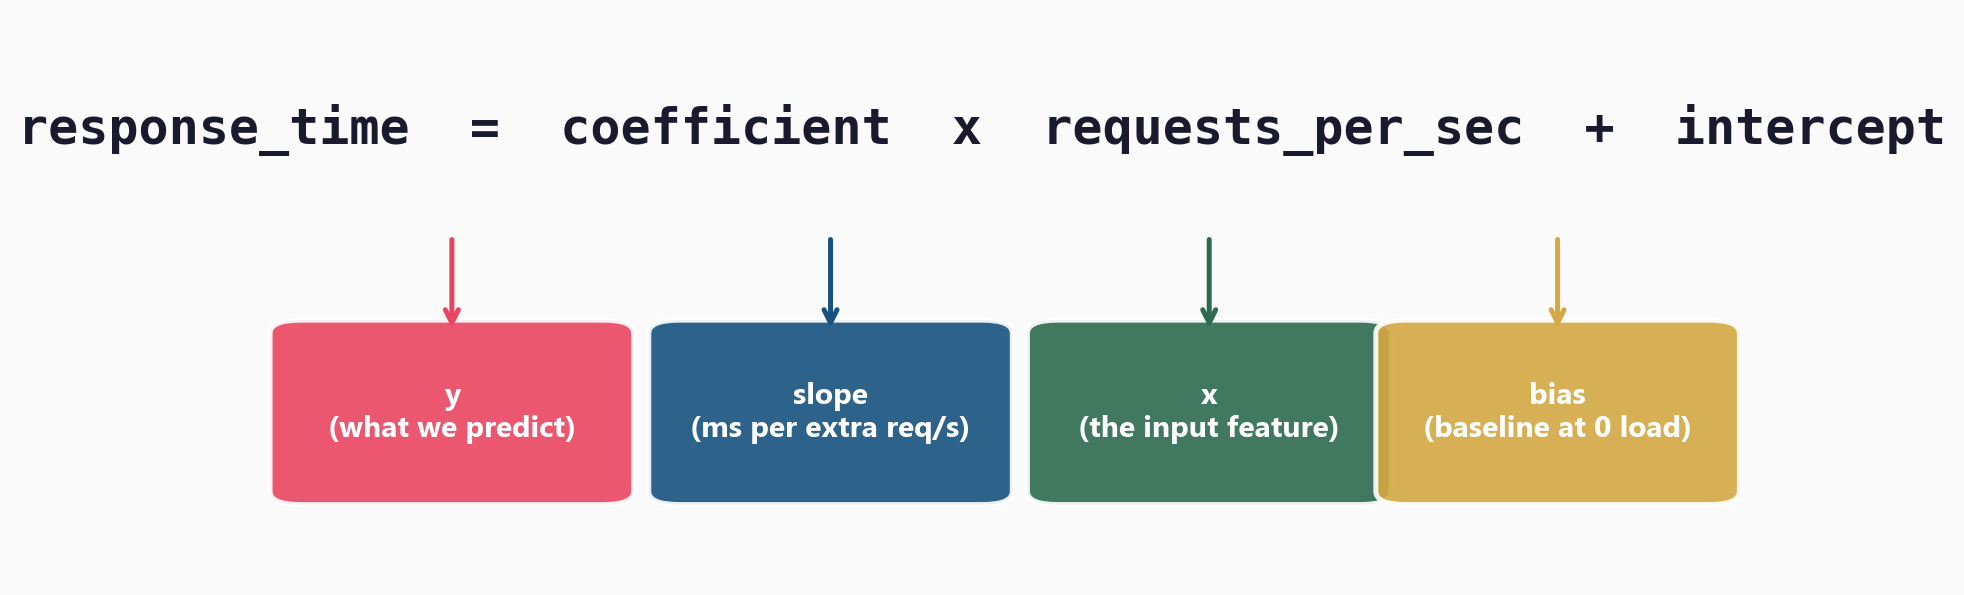 response_time = coefficient x requests_per_sec + intercept
y
(what we predict)
slope
(ms per extra req/s)
x
(the input feature)
bias
(baseline at 0 load)